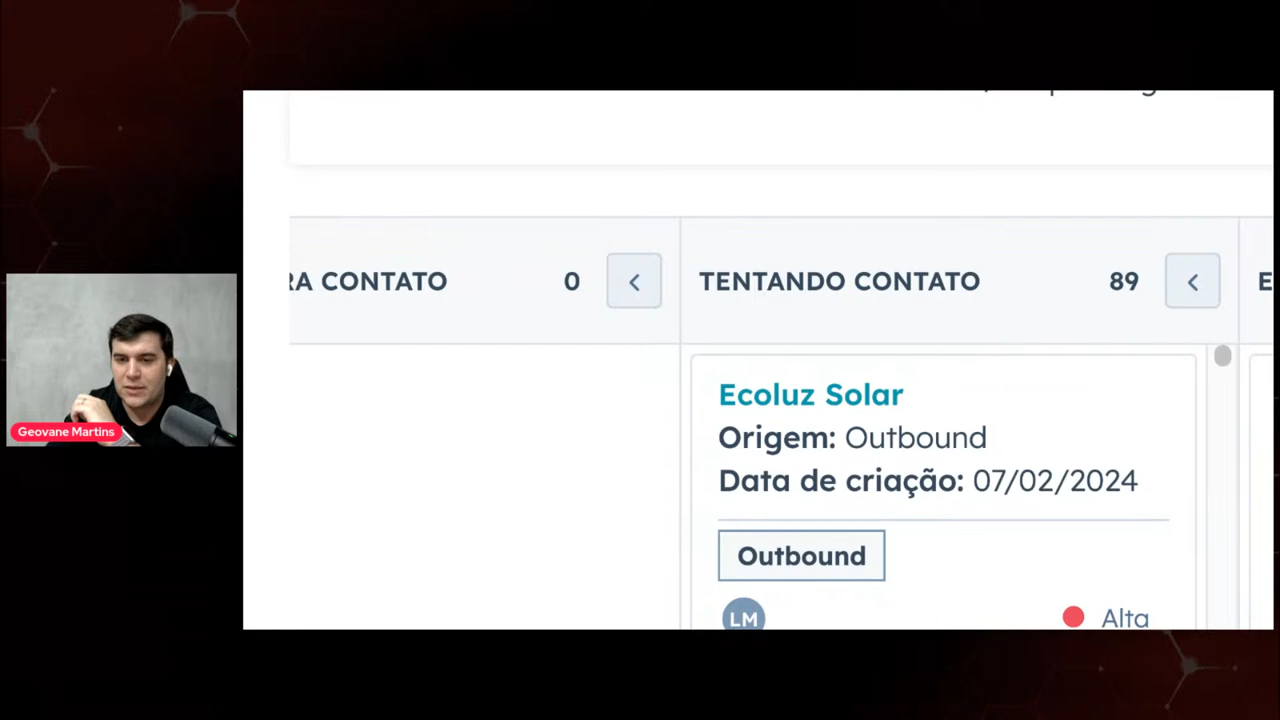 RA CONTATO 0
TENTANDO CONTATO 89
E
Ecoluz Solar
Origem: Outbound
Data de criação: 07/02/2024
Outbound
LM
Alta
Geovane Martins